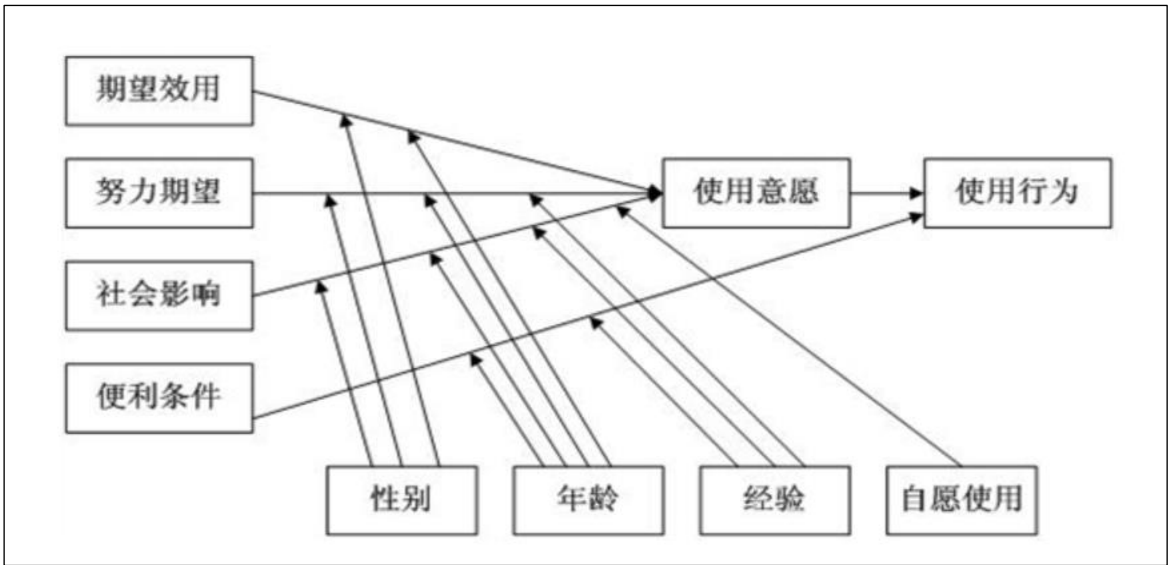 期望效用
努力期望
社会影响
便利条件
使用意愿
使用行为
性别
年龄
经验
自愿使用